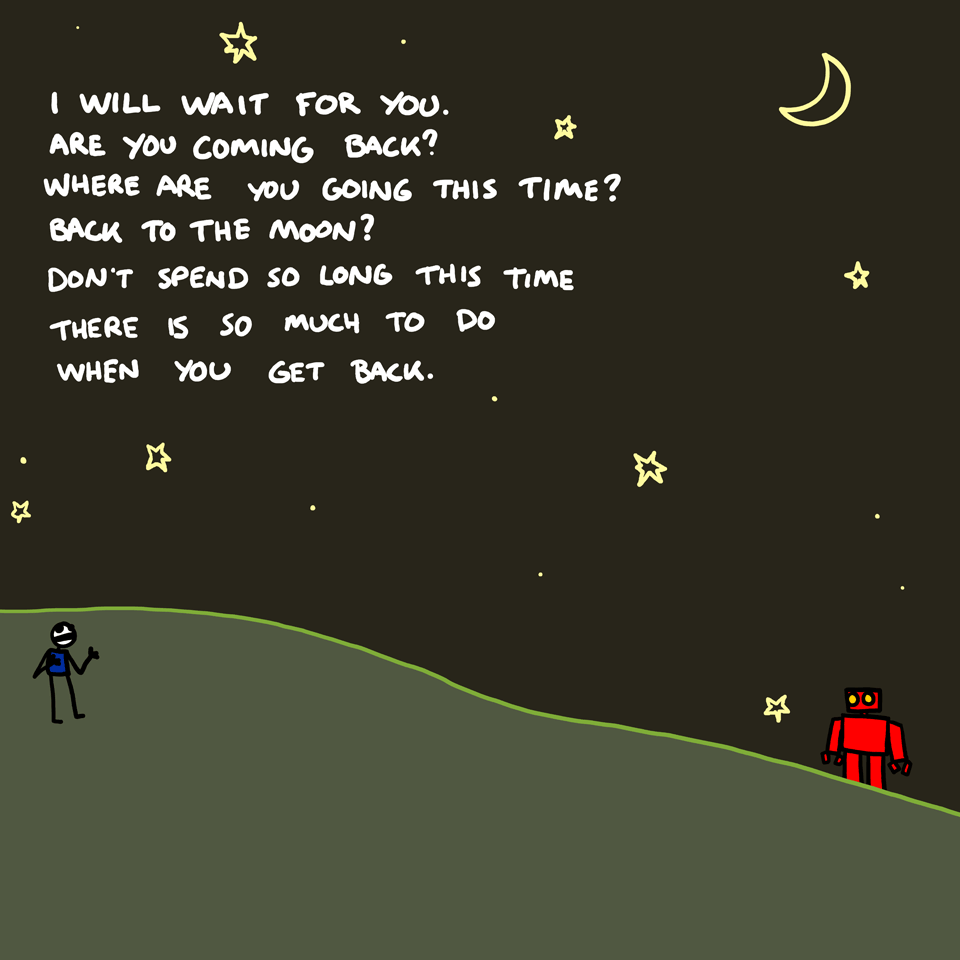 I WILL WAIT FOR YOU.
ARE YOU COMING BACK?
WHERE ARE YOU GOING THIS TIME?
BACK TO THE MOON?
DON'T SPEND SO LONG THIS TIME
THERE IS SO MUCH TO DO
WHEN YOU GET BACK.